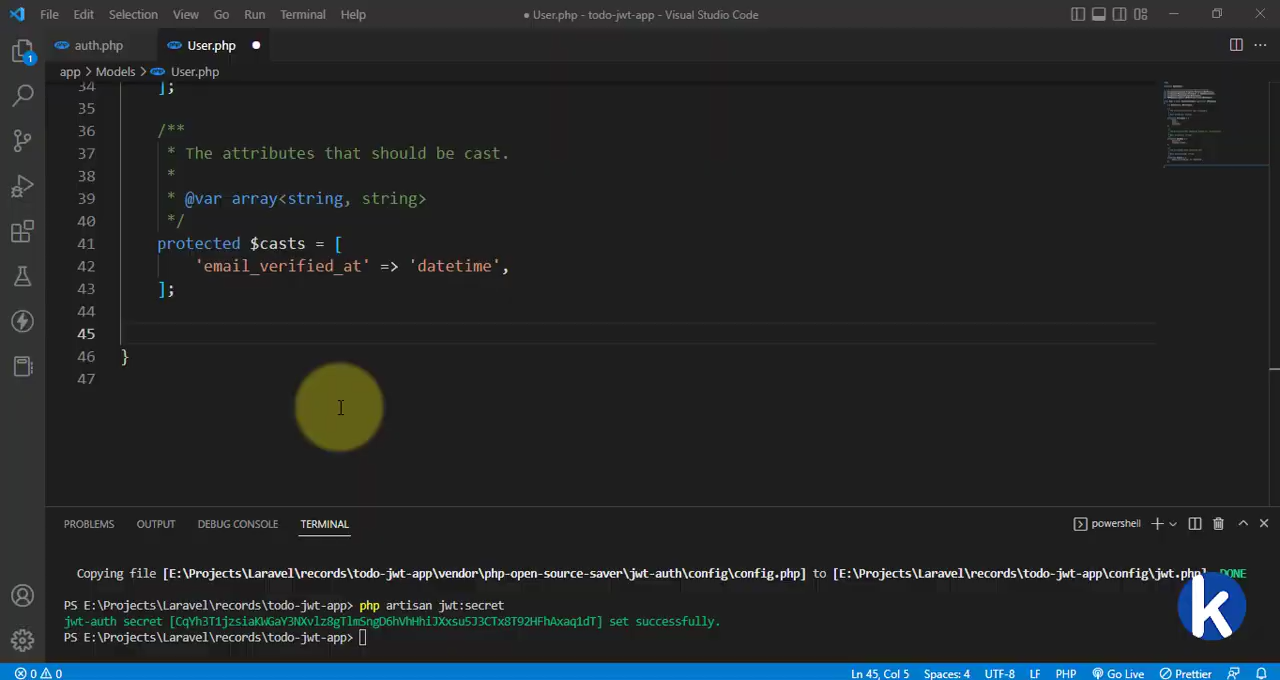 File Edit Selection View Go Run Terminal Help
● User.php - todo-jwt-app - Visual Studio Code
auth.php
User.php
app > Models > User.php
34 ];
35
36 /**
37 * The attributes that should be cast.
38 *
39 * @var array<string, string>
40 */
41 protected $casts = [
42 'email_verified_at' => 'datetime',
43 ];
44
45
46 }
47
PROBLEMS OUTPUT DEBUG CONSOLE TERMINAL
powershell
Copying file [E:\Projects\Laravel\records\todo-jwt-app\vendor\php-open-source-saver\jwt-auth\config\config.php] to [E:\Projects\Laravel\records\todo-jwt-app\config\jwt.php] DONE
PS E:\Projects\Laravel\records\todo-jwt-app> php artisan jwt:secret
jwt-auth secret [CqYh3T1jzsiaKWGaY3NXvlz8gTlmSngD6hVhHhiJXxsu5J3CTx8T92HFhAxaq1dT] set successfully.
PS E:\Projects\Laravel\records\todo-jwt-app>
k
1
0 0
Ln 45, Col 5 Spaces: 4 UTF-8 LF PHP Go Live Prettier